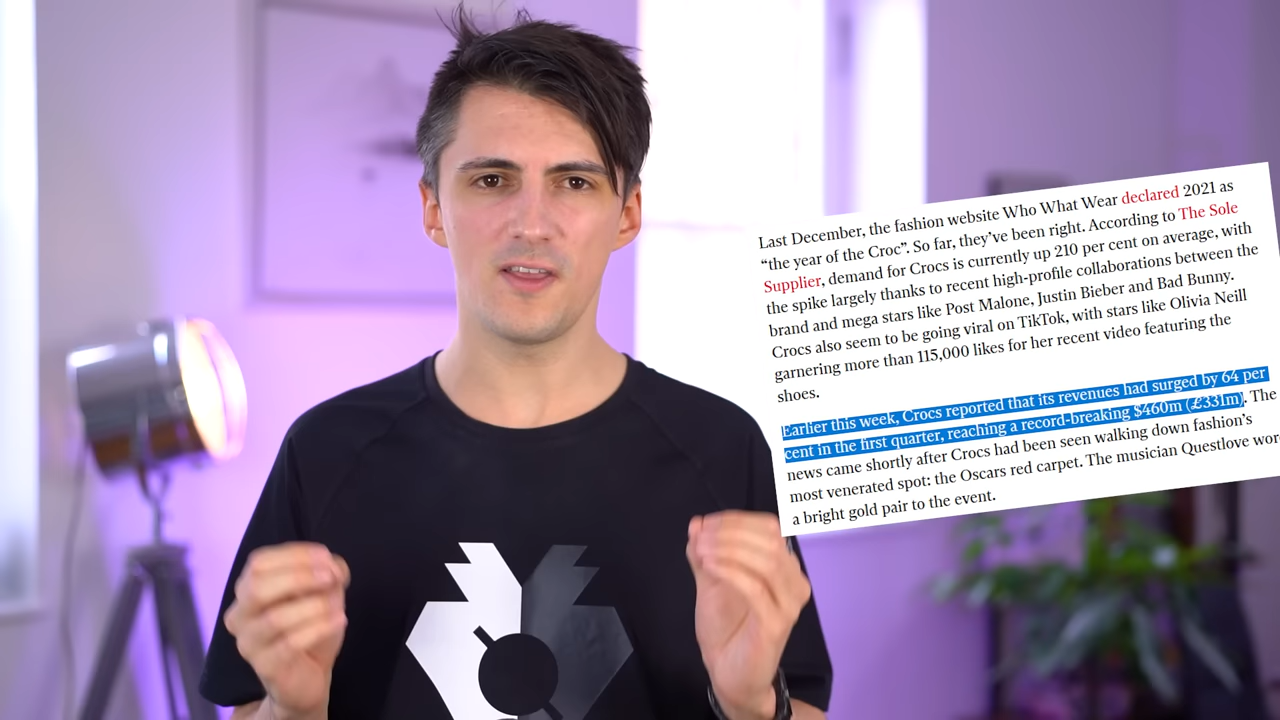 Last December, the fashion website Who What Wear declared 2021 as
“the year of the Croc”. So far, they’ve been right. According to The Sole
Supplier, demand for Crocs is currently up 210 per cent on average, with
the spike largely thanks to recent high-profile collaborations between the
brand and mega stars like Post Malone, Justin Bieber and Bad Bunny.
Crocs also seem to be going viral on TikTok, with stars like Olivia Neill
garnering more than 115,000 likes for her recent video featuring the
shoes.
Earlier this week, Crocs reported that its revenues had surged by 64 per
cent in the first quarter, reaching a record-breaking $460m (£331m). The
news came shortly after Crocs had been seen walking down fashion’s
most venerated spot: the Oscars red carpet. The musician Questlove wor
a bright gold pair to the event.